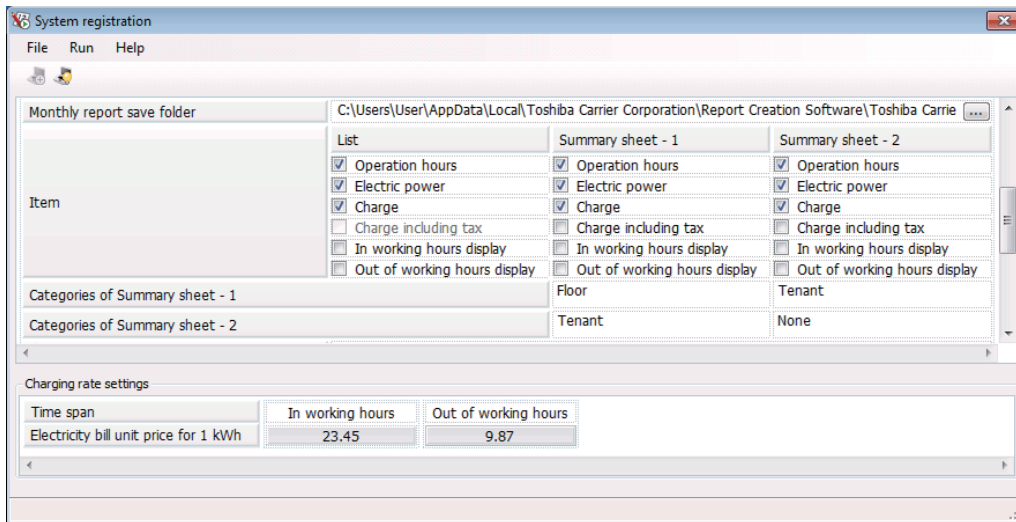 System registration
File Run Help
Monthly report save folder C:\Users\User\AppData\Local\Toshiba Carrier Corporation\Report Creation Software\Toshiba Carrie ...
List Summary sheet - 1 Summary sheet - 2
Operation hours Operation hours Operation hours
Electric power Electric power Electric power
Item Charge Charge Charge
Charge including tax Charge including tax Charge including tax
In working hours display In working hours display In working hours display
Out of working hours display Out of working hours display Out of working hours display
Categories of Summary sheet - 1 Floor Tenant
Categories of Summary sheet - 2 Tenant None
Charging rate settings
Time span In working hours Out of working hours
Electricity bill unit price for 1 kWh 23.45 9.87